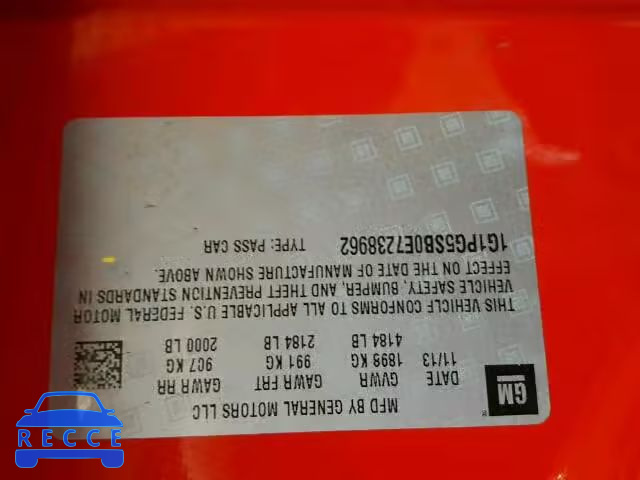 MFD BY GENERAL MOTORS LLC
GM
DATE GVWR GAWR FRT GAWR RR
11/13 1898 KG 991 KG 907 KG
4184 LB 2184 LB 2000 LB
THIS VEHICLE CONFORMS TO ALL APPLICABLE U.S. FEDERAL MOTOR
VEHICLE SAFETY, BUMPER, AND THEFT PREVENTION STANDARDS IN
EFFECT ON THE DATE OF MANUFACTURE SHOWN ABOVE.
1G1PG5SB0E7238962 TYPE: PASS CAR
RECCE